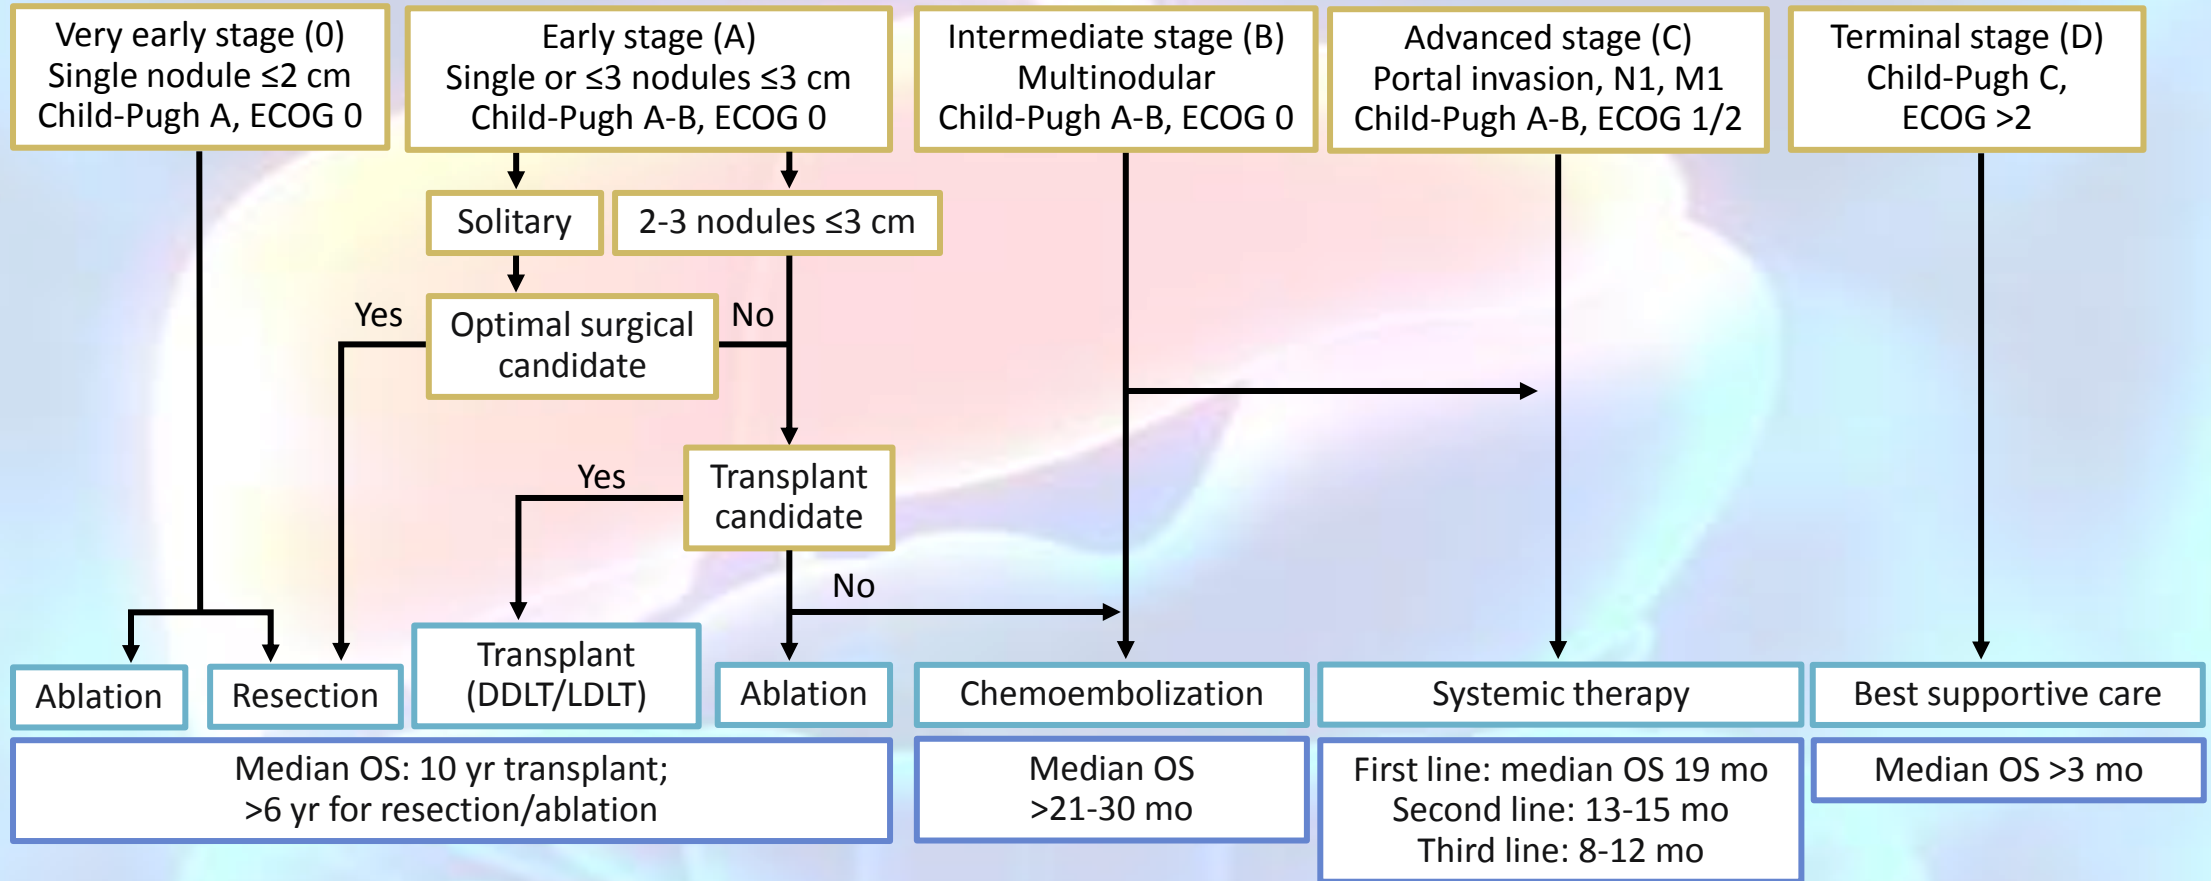 Very early stage (0)
Single nodule ≤2 cm
Child-Pugh A, ECOG 0
Early stage (A)
Single or ≤3 nodules ≤3 cm
Child-Pugh A-B, ECOG 0
Intermediate stage (B)
Multinodular
Child-Pugh A-B, ECOG 0
Advanced stage (C)
Portal invasion, N1, M1
Child-Pugh A-B, ECOG 1/2
Terminal stage (D)
Child-Pugh C,
ECOG >2
Solitary
2-3 nodules ≤3 cm
Yes
Optimal surgical
candidate
No
Yes
Transplant
candidate
No
Ablation
Resection
Transplant
(DDLT/LDLT)
Ablation
Chemoembolization
Systemic therapy
Best supportive care
Median OS: 10 yr transplant;
>6 yr for resection/ablation
Median OS
>21-30 mo
First line: median OS 19 mo
Second line: 13-15 mo
Third line: 8-12 mo
Median OS >3 mo